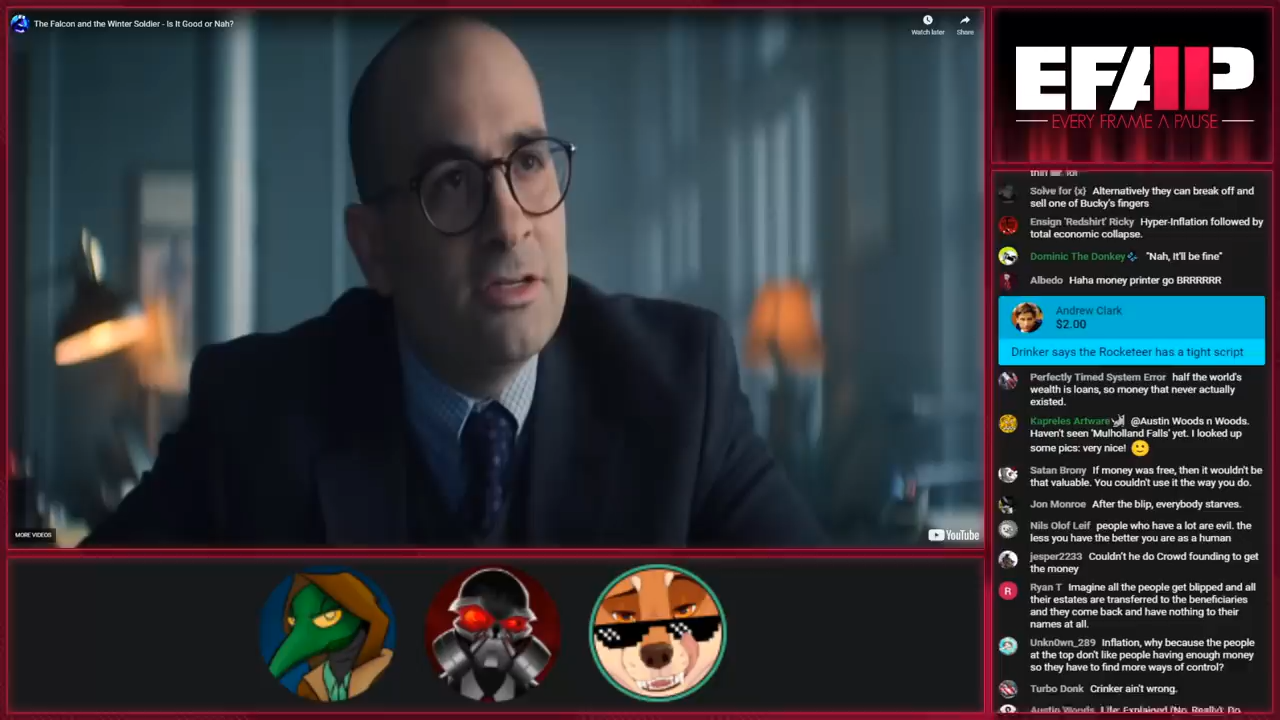 The Falcon and the Winter Soldier - Is It Good or Nah?
Watch later
Share
MORE VIDEOS
YouTube
EFAP
EVERY FRAME A PAUSE
Solve for {x} Alternatively they can break off and
sell one of Bucky's fingers
Ensign 'Redshirt' Ricky Hyper-Inflation followed by
total economic collapse.
Dominic The Donkey "Nah, It'll be fine"
Albedo Haha money printer go BRRRRRR
Andrew Clark
$2.00
Drinker says the Rocketeer has a tight script
Perfectly Timed System Error half the world's
wealth is loans, so money that never actually
existed.
Kapreles Artware @Austin Woods n Woods.
Haven't seen 'Mulholland Falls' yet. I looked up
some pics: very nice!
Satan Brony If money was free, then it wouldn't be
that valuable. You couldn't use it the way you do.
Jon Monroe After the blip, everybody starves.
Nils Olof Leif people who have a lot are evil. the
less you have the better you are as a human
jesper2233 Couldn't he do Crowd founding to get
the money
R
Ryan T Imagine all the people get blipped and all
their estates are transferred to the beneficiaries
and they come back and have nothing to their
names at all.
Unkn0wn_289 Inflation, why because the people
at the top don't like people having enough money
so they have to find more ways of control?
Turbo Donk Crinker ain't wrong.
Austin Woods Life: Explained (No, Really): Do